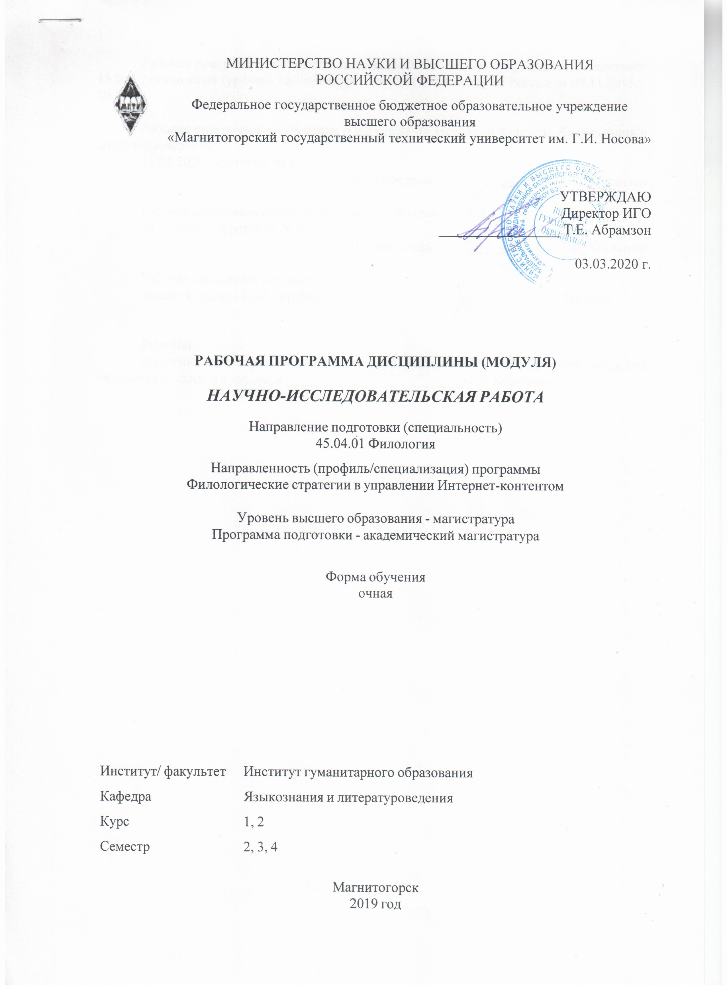 МИНИСТЕРСТВО НАУКИ И ВЫСШЕГО ОБРАЗОВАНИЯ
РОССИЙСКОЙ ФЕДЕРАЦИИ
Федеральное государственное бюджетное образовательное учреждение
высшего образования
«Магнитогорский государственный технический университет им. Г.И. Носова»
МГТУ
УТВЕРЖДАЮ
Директор ИГО
Т.Е. Абрамзон
03.03.2020 г.
РАБОЧАЯ ПРОГРАММА ДИСЦИПЛИНЫ (МОДУЛЯ)
НАУЧНО-ИССЛЕДОВАТЕЛЬСКАЯ РАБОТА
Направление подготовки (специальность)
45.04.01 Филология
Направленность (профиль/специализация) программы
Филологические стратегии в управлении Интернет-контентом
Уровень высшего образования - магистратура
Программа подготовки - академический магистратура
Форма обучения
очная
Институт/ факультет Институт гуманитарного образования
Кафедра Языкознания и литературоведения
Курс 1, 2
Семестр 2, 3, 4
Магнитогорск
2019 год